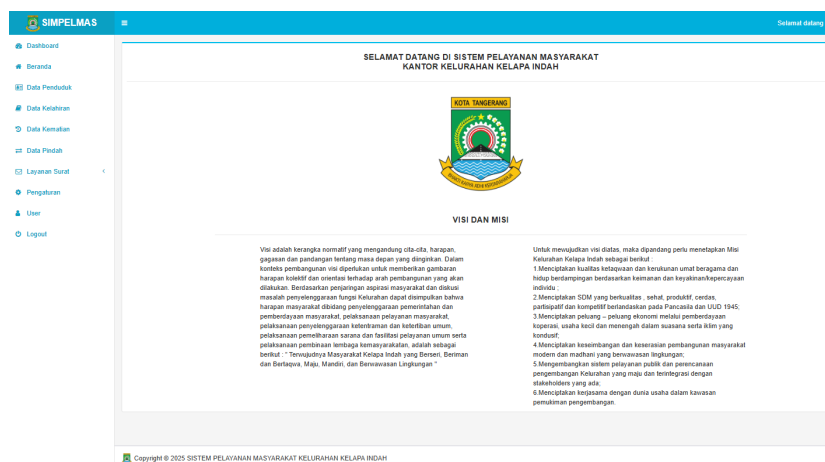 SIMPELMAS
Selamat datang
Dashboard
Beranda
Data Penduduk
Data Kelahiran
Data Kematian
Data Pindah
Layanan Surat
Pengaturan
User
Logout
SELAMAT DATANG DI SISTEM PELAYANAN MASYARAKAT
KANTOR KELURAHAN KELAPA INDAH
KOTA TANGERANG
VISI DAN MISI
Visi adalah kerangka normatif yang mengandung cita-cita, harapan,
gagasan dan pandangan tentang masa depan yang diinginkan. Dalam
konteks pembangunan visi diperlukan untuk memberikan gambaran
harapan kolektif dan orientasi terhadap arah pembangunan yang akan
dilakukan. Berdasarkan penjaringan aspirasi masyarakat dan diskusi
masalah penyelenggaraan fungsi Kelurahan dapat disimpulkan bahwa
harapan masyarakat dibidang penyelenggaraan pemerintahan dan
pemberdayaan masyarakat, pelaksanaan pelayanan masyarakat,
pelaksanaan penyelenggaraan ketentraman dan ketertiban umum,
pelaksanaan pemeliharaan sarana dan fasilitasi pelayanan umum serta
pelaksanaan pembinaan lembaga kemasyarakatan, adalah sebagai
berikut : " Terwujudnya Masyarakat Kelapa Indah yang Berseri, Beriman
dan Bertaqwa, Maju, Mandiri, dan Berwawasan Lingkungan "
Untuk mewujudkan visi diatas, maka dipandang perlu menetapkan Misi
Kelurahan Kelapa Indah sebagai berikut :
1.Menciptakan kualitas ketaqwaan dan kerukunan umat beragama dan
hidup berdampingan berdasarkan keimanan dan keyakinan/kepercayaan
individu ;
2.Menciptakan SDM yang berkualitas , sehat, produktif, cerdas,
partisipatif dan kompetitif berlandaskan pada Pancasila dan UUD 1945;
3.Menciptakan peluang – peluang ekonomi melalui pemberdayaan
koperasi, usaha kecil dan menengah dalam suasana serta iklim yang
kondusif;
4.Menciptakan keseimbangan dan keserasian pembangunan masyarakat
modern dan madhani yang berwawasan lingkungan;
5.Mengembangkan sistem pelayanan publik dan perencanaan
pengembangan Kelurahan yang maju dan terintegrasi dengan
stakeholders yang ada;
6.Menciptakan kerjasama dengan dunia usaha dalam kawasan
pemukiman pengembangan.
Copyright © 2025 SISTEM PELAYANAN MASYARAKAT KELURAHAN KELAPA INDAH